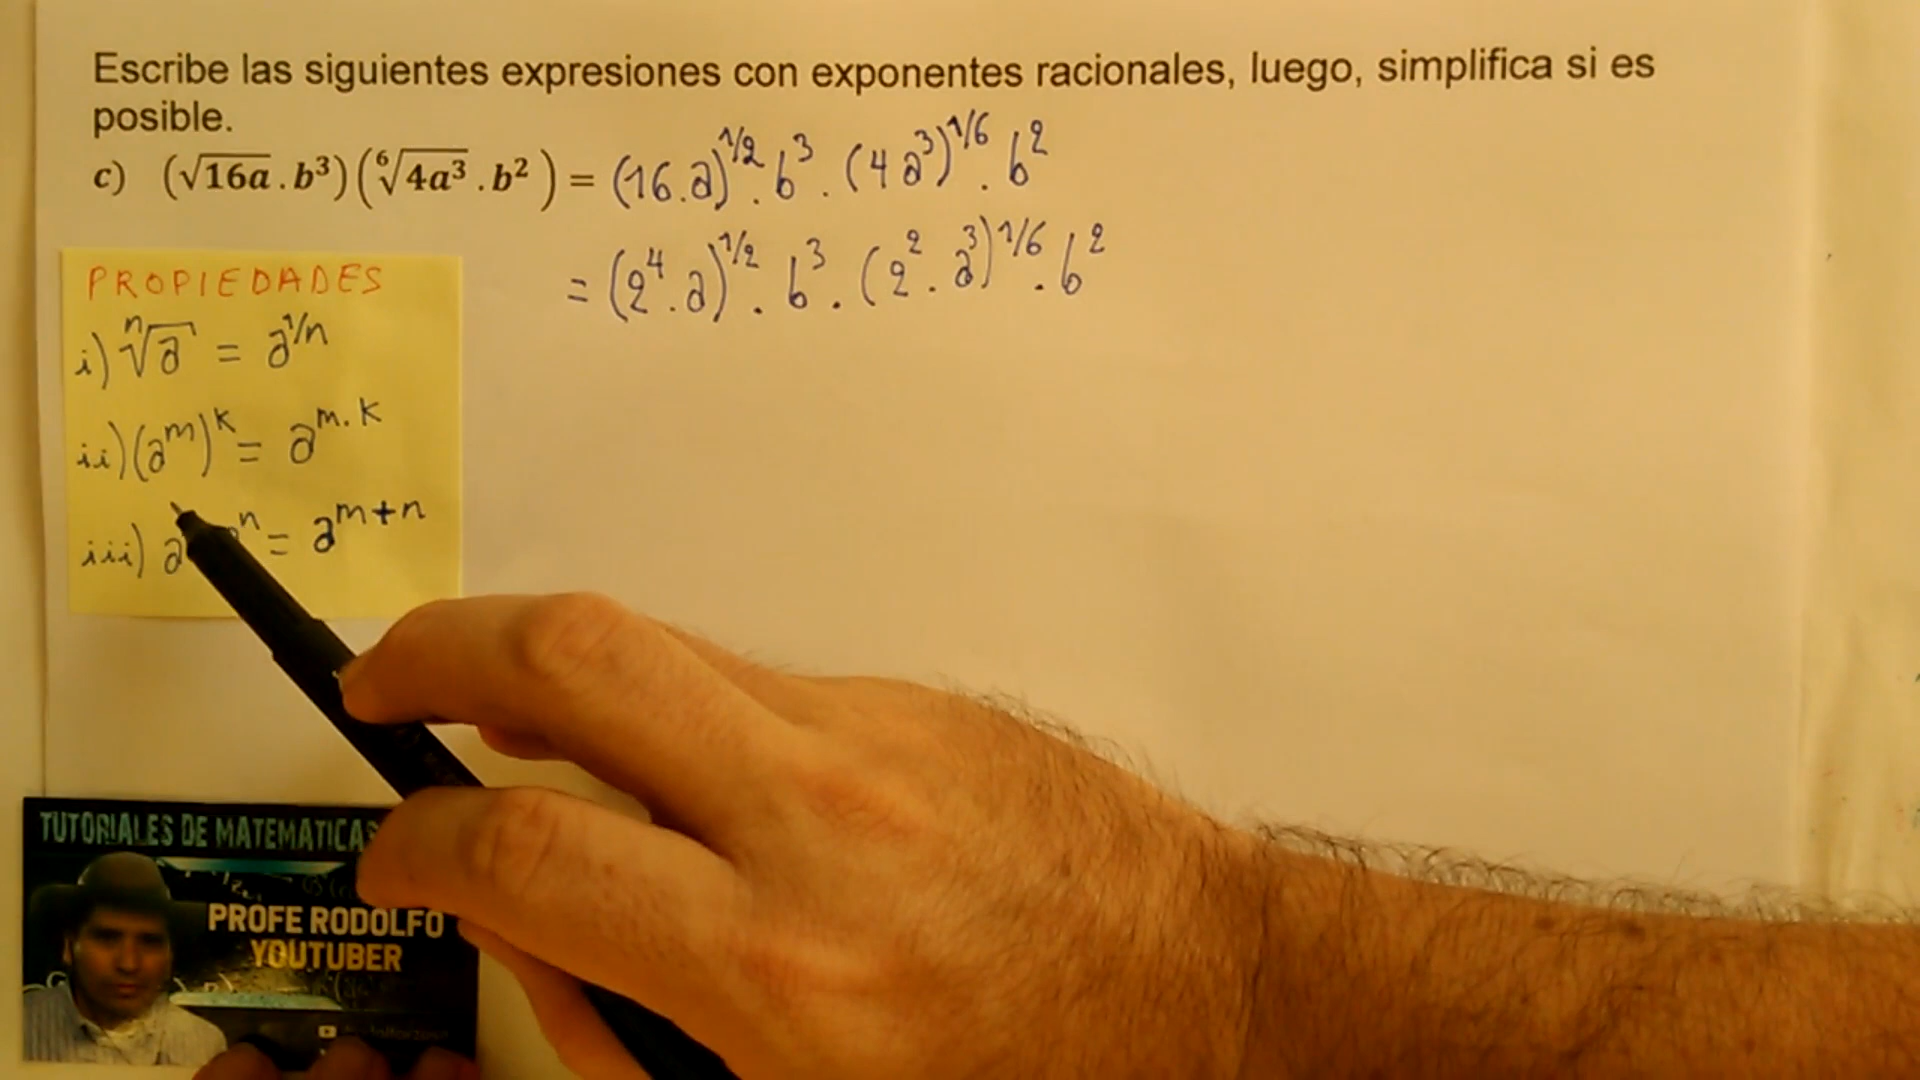 Escribe las siguientes expresiones con exponentes racionales, luego, simplifica si es
posible.
c) (√16a . b³)(⁶√4a³ . b²) = (16.a)^1/2 . b³ . (4a³)^1/6 . b²
= (2⁴.a)^1/2 . b³ . (2² . a³)^1/6 . b²
PROPIEDADES
i) ⁿ√a = a^1/n
ii) (a^m)^k = a^m.k
iii) a n = a^m+n
TUTORIALES DE MATEMATICAS
PROFE RODOLFO
YOUTUBER